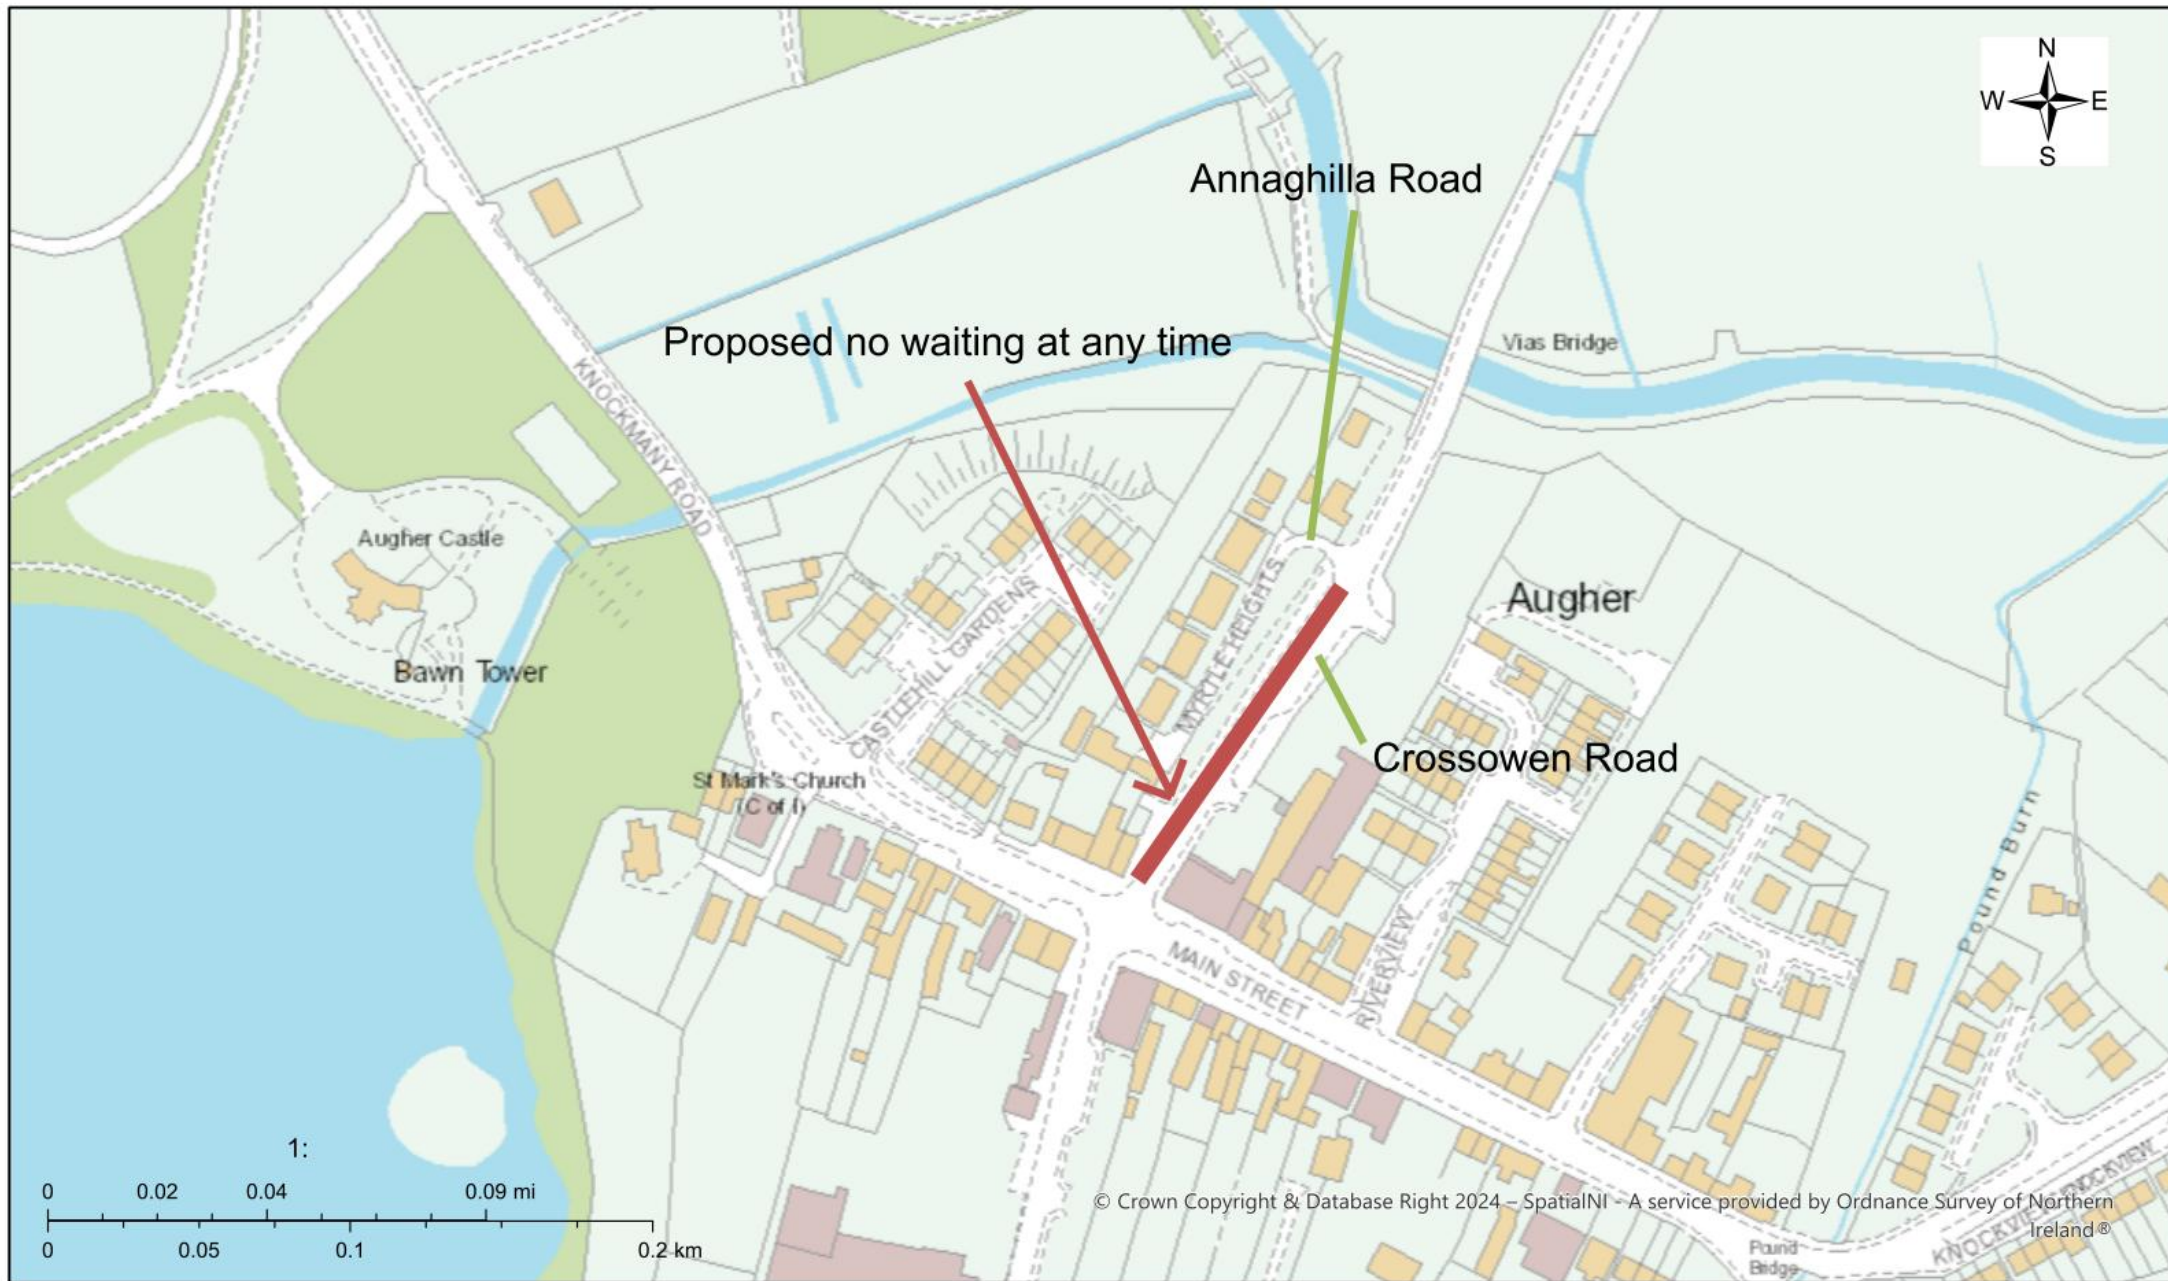 N
W E
S
Annaghilla Road
Proposed no waiting at any time
Vias Bridge
KNOCKMANY ROAD
Augher Castle
Augher
MYRTLE HEIGHTS
CASTLEHILL GARDENS
Bawn Tower
Crossowen Road
St Mark's Church
(C of I)
Pound Burn
MAIN STREET
RIVERVIEW
1:
0 0.02 0.04 0.09 mi
0 0.05 0.1 0.2 km
© Crown Copyright & Database Right 2024 – SpatialNI - A service provided by Ordnance Survey of Northern
Ireland®
Pound
Bridge
KNOCKVIEW
KNOCKVIEW